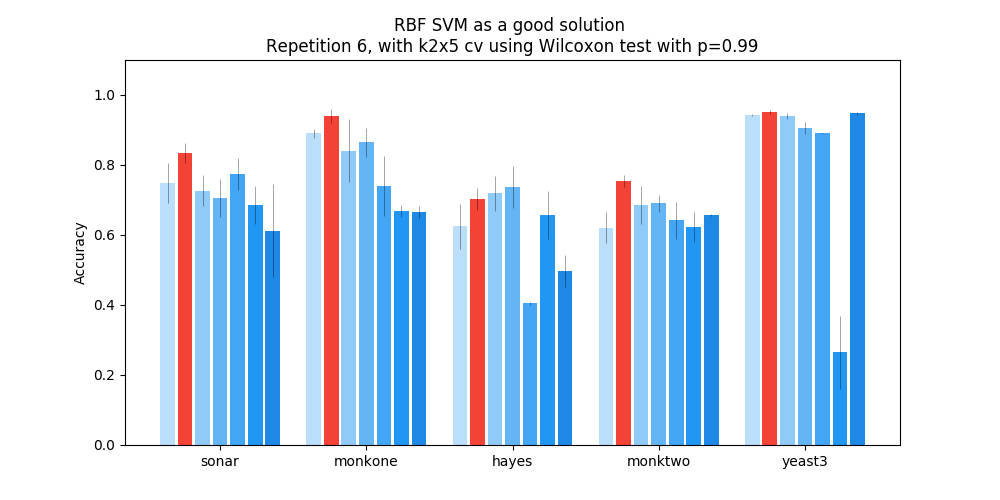 RBF SVM as a good solution
Repetition 6, with k2x5 cv using Wilcoxon test with p=0.99
Accuracy
1.0
0.8
0.6
0.4
0.2
0.0
sonar
monkone
hayes
monktwo
yeast3